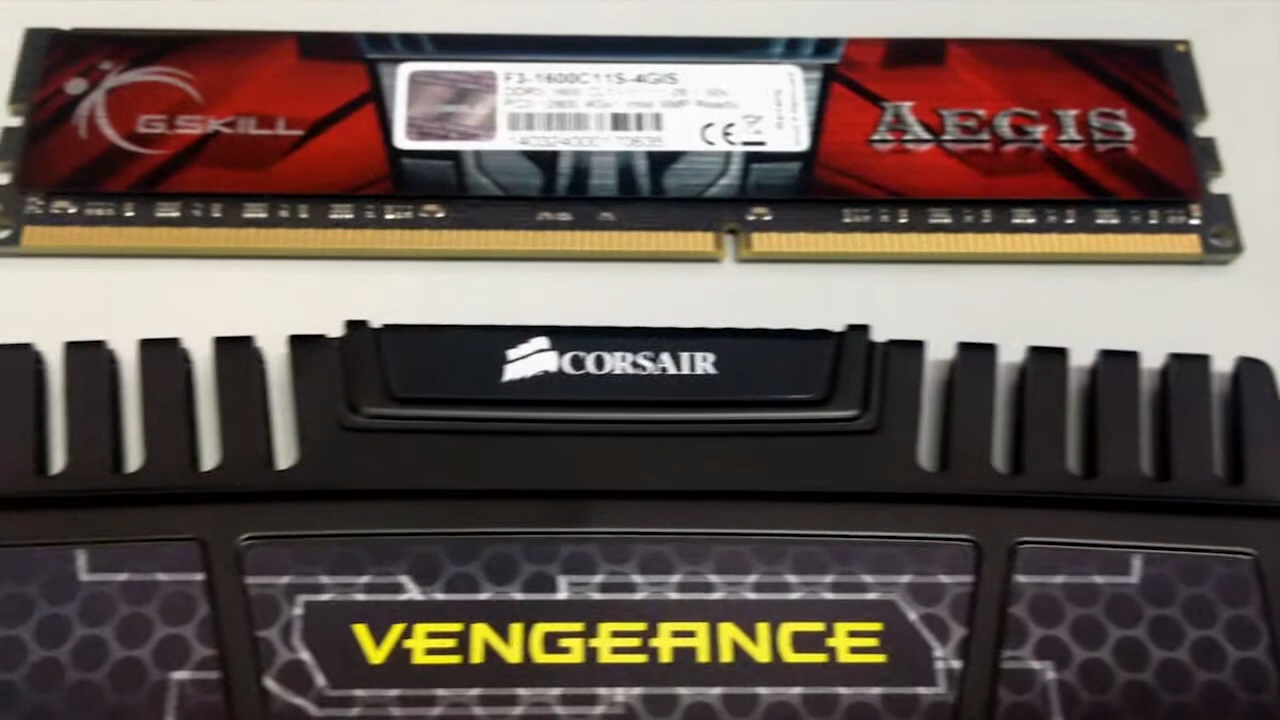 G.SKILL
F3-1600C11S-4GIS
AEGIS
CE
CORSAIR
VENGEANCE